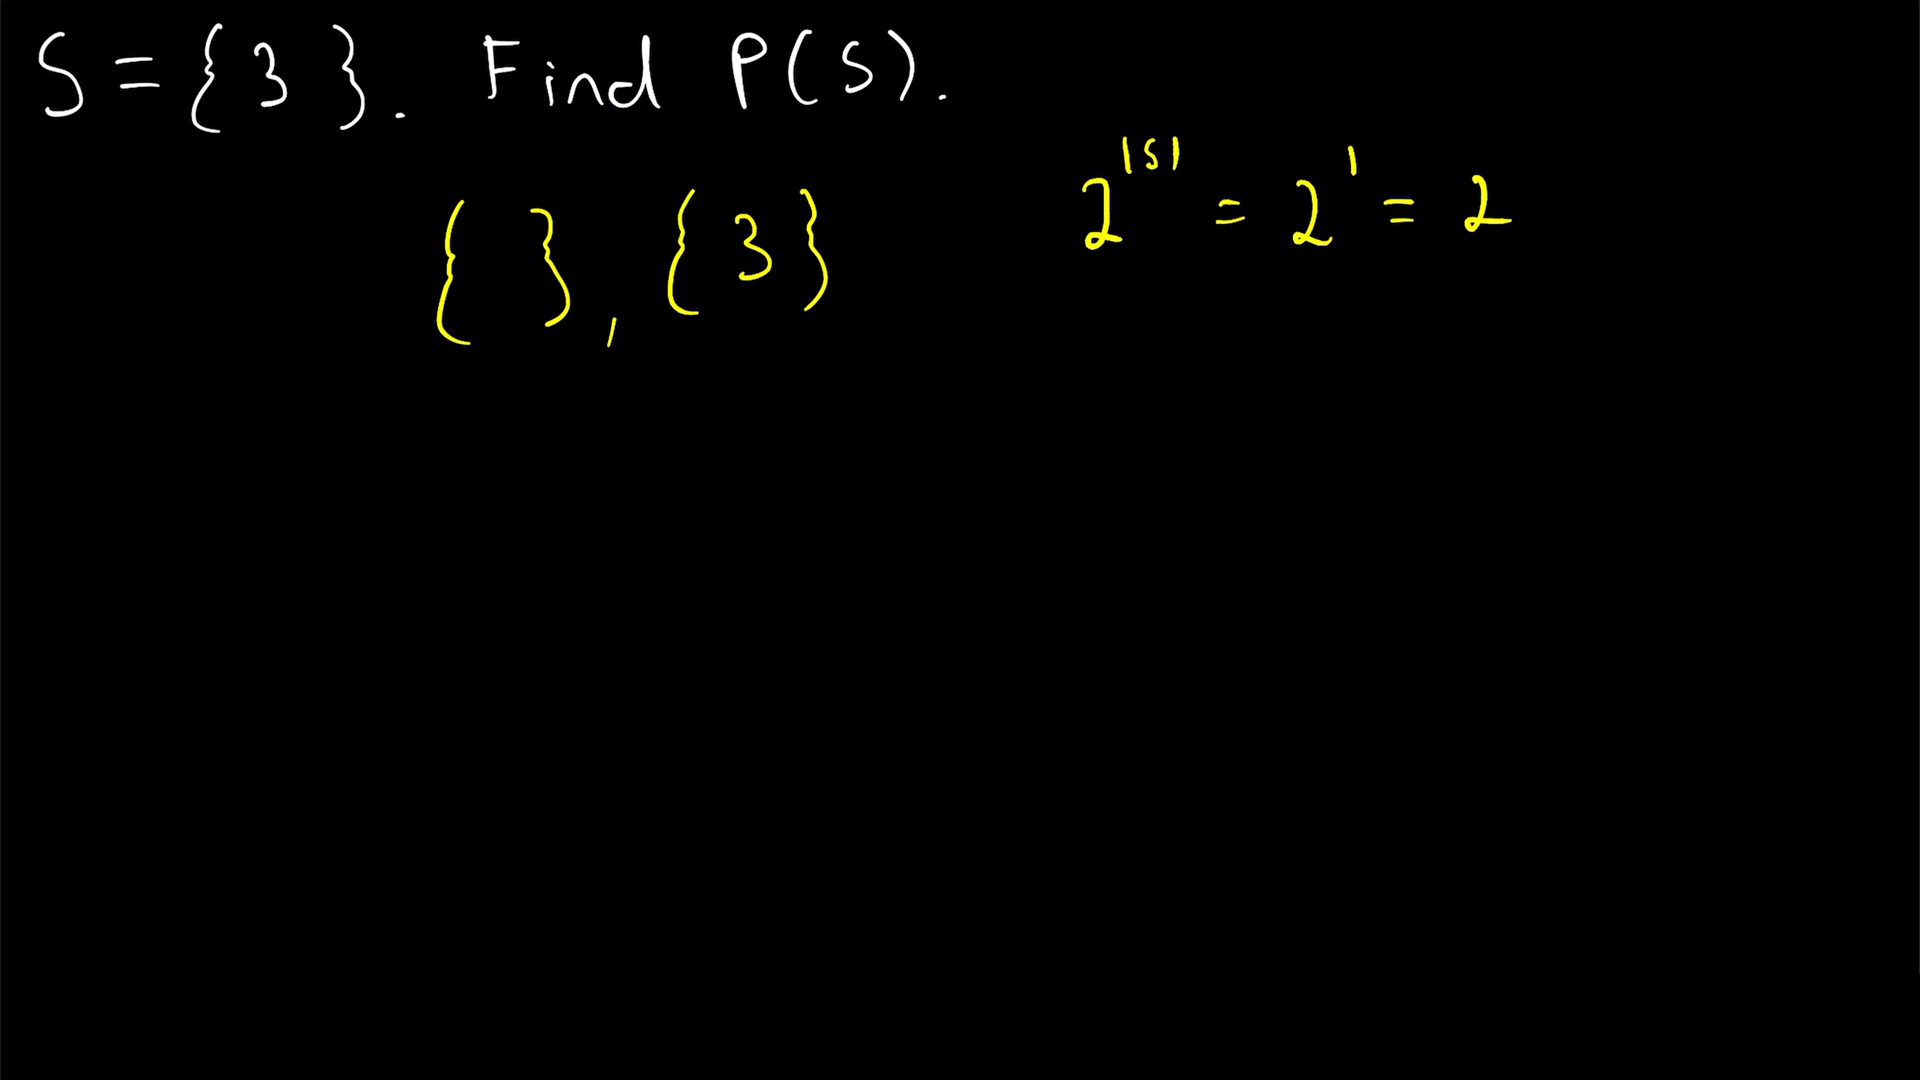 S = { 3 }. Find P(S).
2^|S| = 2^1 = 2
{ }, { 3 }